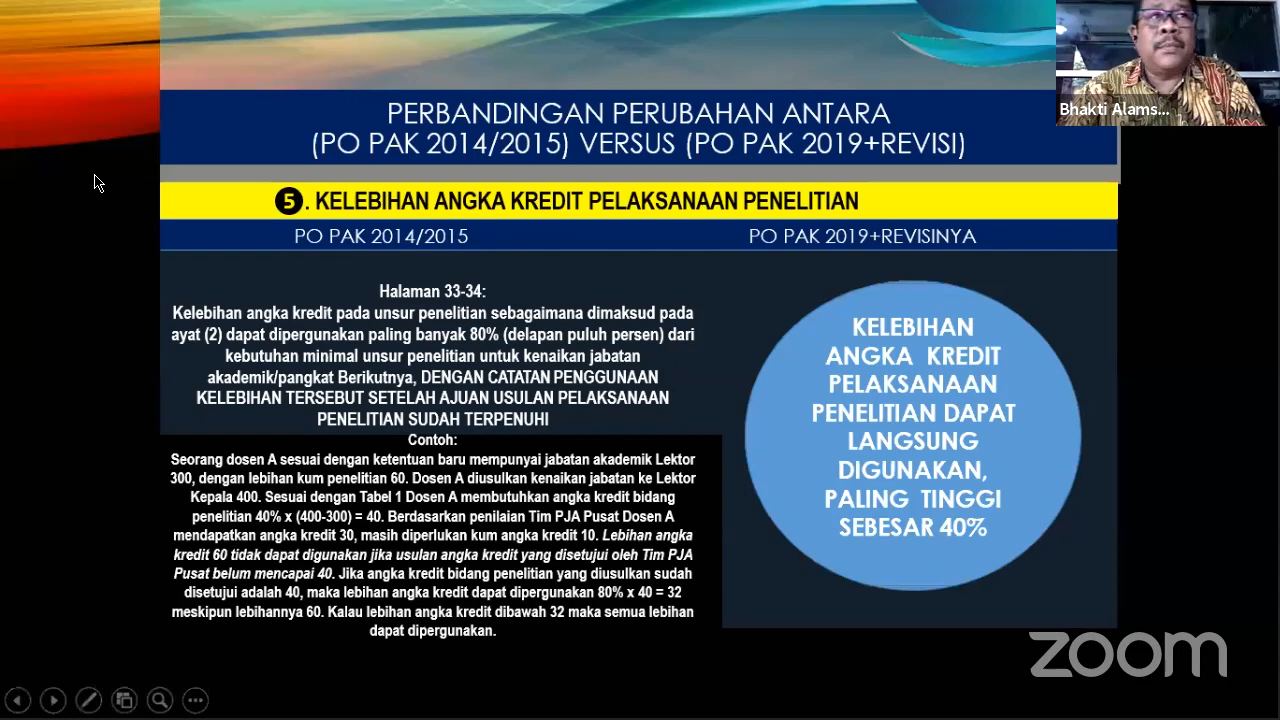 PERBANDINGAN PERUBAHAN ANTARA
(PO PAK 2014/2015) VERSUS (PO PAK 2019+REVISI)
Bhakti Alams...
5. KELEBIHAN ANGKA KREDIT PELAKSANAAN PENELITIAN
PO PAK 2014/2015
PO PAK 2019+REVISINYA
Halaman 33-34:
Kelebihan angka kredit pada unsur penelitian sebagaimana dimaksud pada
ayat (2) dapat dipergunakan paling banyak 80% (delapan puluh persen) dari
kebutuhan minimal unsur penelitian untuk kenaikan jabatan
akademik/pangkat Berikutnya, DENGAN CATATAN PENGGUNAAN
KELEBIHAN TERSEBUT SETELAH AJUAN USULAN PELAKSANAAN
PENELITIAN SUDAH TERPENUHI
Contoh:
Seorang dosen A sesuai dengan ketentuan baru mempunyai jabatan akademik Lektor
300, dengan lebihan kum penelitian 60. Dosen A diusulkan kenaikan jabatan ke Lektor
Kepala 400. Sesuai dengan Tabel 1 Dosen A membutuhkan angka kredit bidang
penelitian 40% x (400-300) = 40. Berdasarkan penilaian Tim PJA Pusat Dosen A
mendapatkan angka kredit 30, masih diperlukan kum angka kredit 10. Lebihan angka
kredit 60 tidak dapat digunakan jika usulan angka kredit yang disetujui oleh Tim PJA
Pusat belum mencapai 40. Jika angka kredit bidang penelitian yang diusulkan sudah
disetujui adalah 40, maka lebihan angka kredit dapat dipergunakan 80% x 40 = 32
meskipun lebihannya 60. Kalau lebihan angka kredit dibawah 32 maka semua lebihan
dapat dipergunakan.
KELEBIHAN
ANGKA KREDIT
PELAKSANAAN
PENELITIAN DAPAT
LANGSUNG
DIGUNAKAN,
PALING TINGGI
SEBESAR 40%
zoom